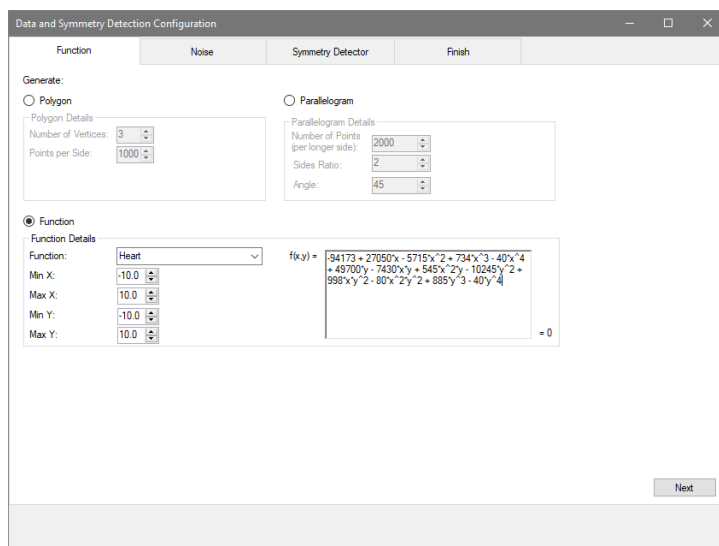 Data and Symmetry Detection Configuration
Function Noise Symmetry Detector Finish
Generate:
Polygon
Polygon Details
Number of Vertices: 3
Points per Side: 1000
Parallelogram
Parallelogram Details
Number of Points
(per longer side): 2000
Sides Ratio: 2
Angle: 45
Function
Function Details
Function: Heart
Min X: -10.0
Max X: 10.0
Min Y: -10.0
Max Y: 10.0
f(x,y) = -94173 + 27050*x - 5715*x^2 + 734*x^3 - 40*x^4
+ 49700*y - 7430*x*y + 545*x^2*y - 10245*y^2 +
998*x*y^2 - 80*x^2*y^2 + 885*y^3 - 40*y^4
= 0
Next